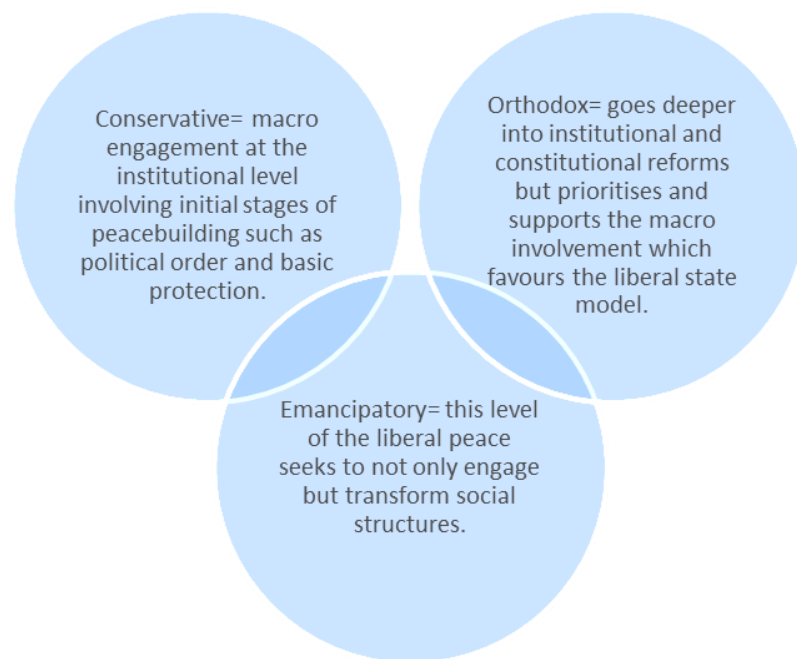 Conservative= macro
engagement at the
institutional level
involving initial stages of
peacebuilding such as
political order and basic
protection.
Orthodox= goes deeper
into institutional and
constitutional reforms
but prioritises and
supports the macro
involvement which
favours the liberal state
model.
Emancipatory= this level
of the liberal peace
seeks to not only engage
but transform social
structures.